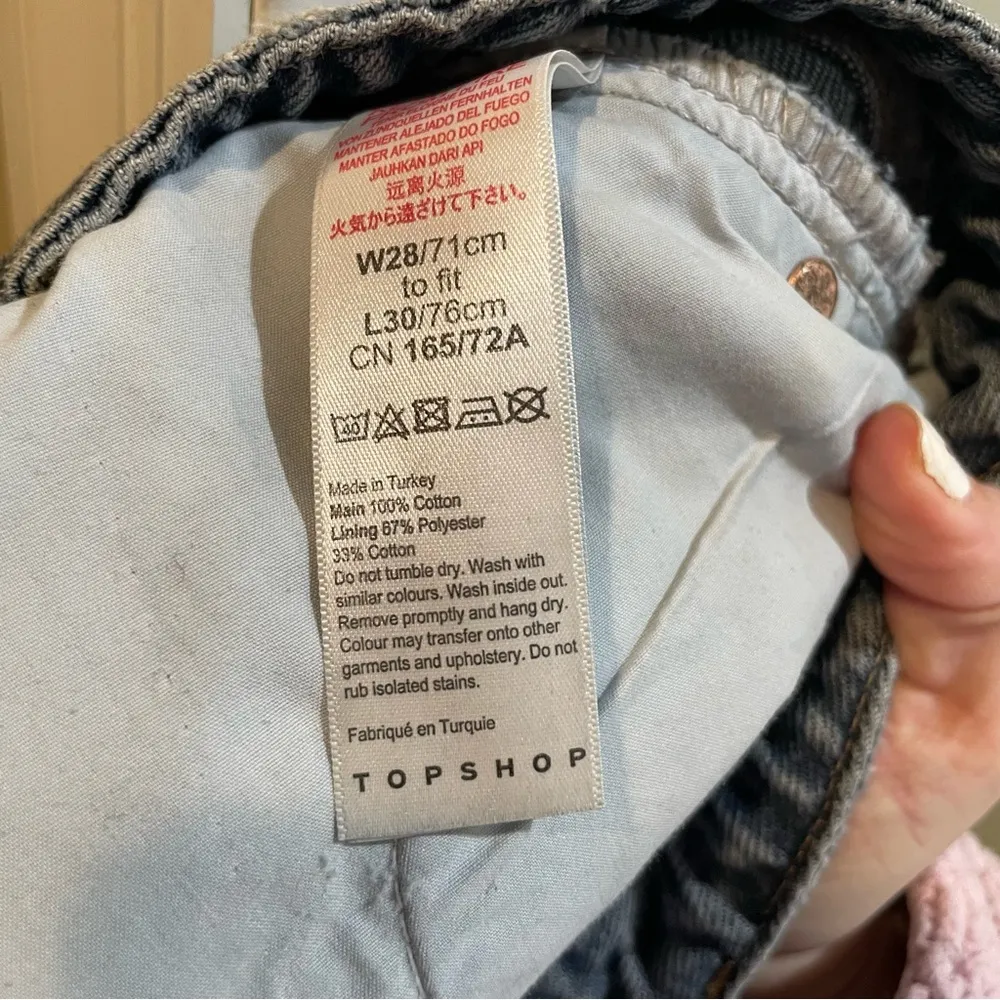 VON ZÜNDQUELLEN FERNHALTEN
MANTENER ALEJADO DEL FUEGO
MANTER AFASTADO DO FOGO
JAUHKAN DARI API
远离火源
火気から遠ざけて下さい。
W28/71cm
to fit
L30/76cm
CN 165/72A
40
Made in Turkey
Main 100% Cotton
Lining 67% Polyester
33% Cotton
Do not tumble dry. Wash with
similar colours. Wash inside out.
Remove promptly and hang dry.
Colour may transfer onto other
garments and upholstery. Do not
rub isolated stains.
Fabriqué en Turquie
TOPSHOP